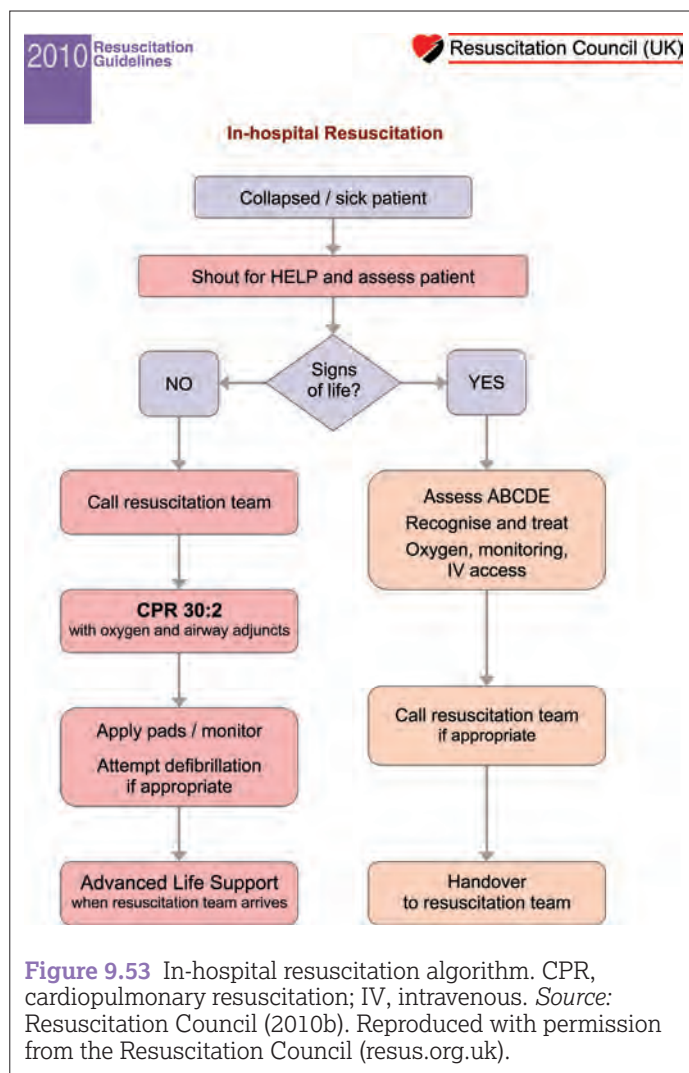 2010 Resuscitation
Guidelines
Resuscitation Council (UK)
In-hospital Resuscitation
Collapsed / sick patient
Shout for HELP and assess patient
Signs
of life?
NO
YES
Call resuscitation team
CPR 30:2
with oxygen and airway adjuncts
Apply pads / monitor
Attempt defibrillation
if appropriate
Advanced Life Support
when resuscitation team arrives
Assess ABCDE
Recognise and treat
Oxygen, monitoring,
IV access
Call resuscitation team
if appropriate
Handover
to resuscitation team
Figure 9.53 In-hospital resuscitation algorithm. CPR,
cardiopulmonary resuscitation; IV, intravenous. Source:
Resuscitation Council (2010b). Reproduced with permission
from the Resuscitation Council (resus.org.uk).